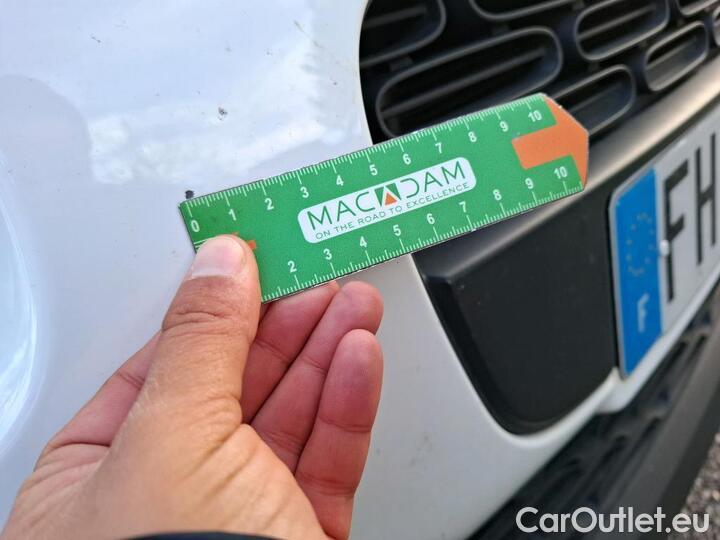 0 1 2 3 4 5 6 7 8 9 10
MACADAM
ON THE ROAD TO EXCELLENCE
2 3 4 5 6 7 8 9 10
F
FH
CarOutlet.eu